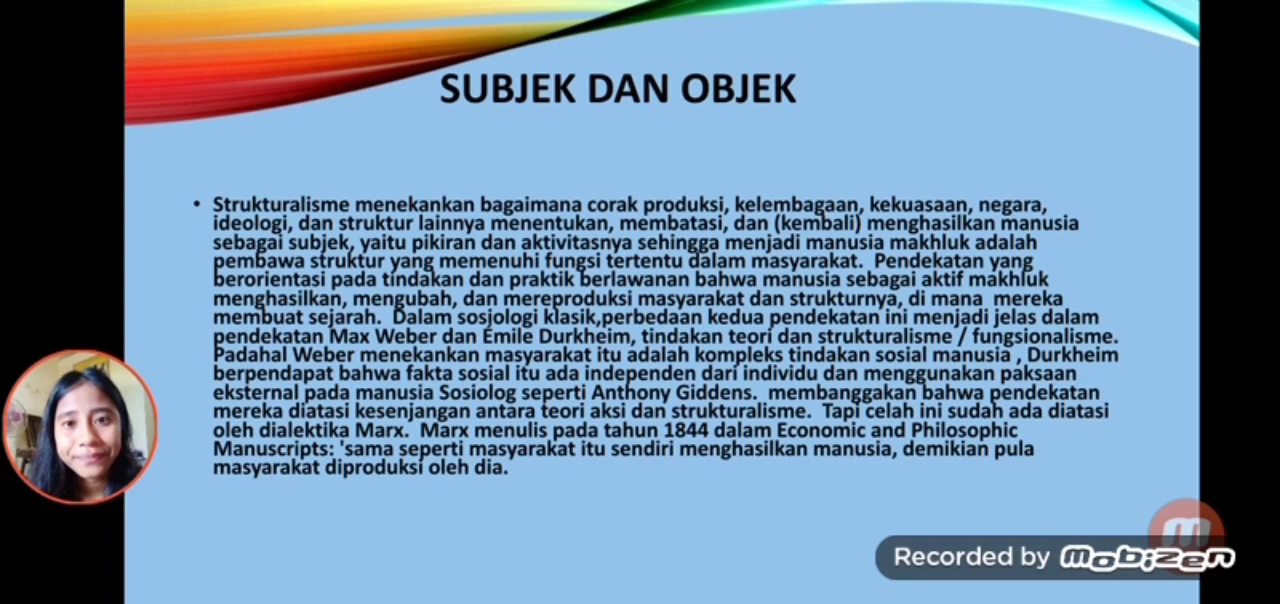 SUBJEK DAN OBJEK
• Strukturalisme menekankan bagaimana corak produksi, kelembagaan, kekuasaan, negara,
ideologi, dan struktur lainnya menentukan, membatasi, dan (kembali) menghasilkan manusia
sebagai subjek, yaitu pikiran dan aktivitasnya sehingga menjadi manusia makhluk adalah
pembawa struktur yang memenuhi fungsi tertentu dalam masyarakat. Pendekatan yang
berorientasi pada tindakan dan praktik berlawanan bahwa manusia sebagai aktif makhluk
menghasilkan, mengubah, dan mereproduksi masyarakat dan strukturnya, di mana mereka
membuat sejarah. Dalam sosjologi klasik,perbedaan kedua pendekatan ini menjadi jelas dalam
pendekatan Max Weber dan Émile Durkheim, tindakan teori dan strukturalisme / fungsionalisme.
Padahal Weber menekankan masyarakat itu adalah kompleks tindakan sosial manusia , Durkheim
berpendapat bahwa fakta sosial itu ada independen dari individu dan menggunakan paksaan
eksternal pada manusia Sosiolog seperti Anthony Giddens. membanggakan bahwa pendekatan
mereka diatasi kesenjangan antara teori aksi dan strukturalisme. Tapi celah ini sudah ada diatasi
oleh dialektika Marx. Marx menulis pada tahun 1844 dalam Economic and Philosophic
Manuscripts: 'sama seperti masyarakat itu sendiri menghasilkan manusia, demikian pula
masyarakat diproduksi oleh dia.
Recorded by Mobizen